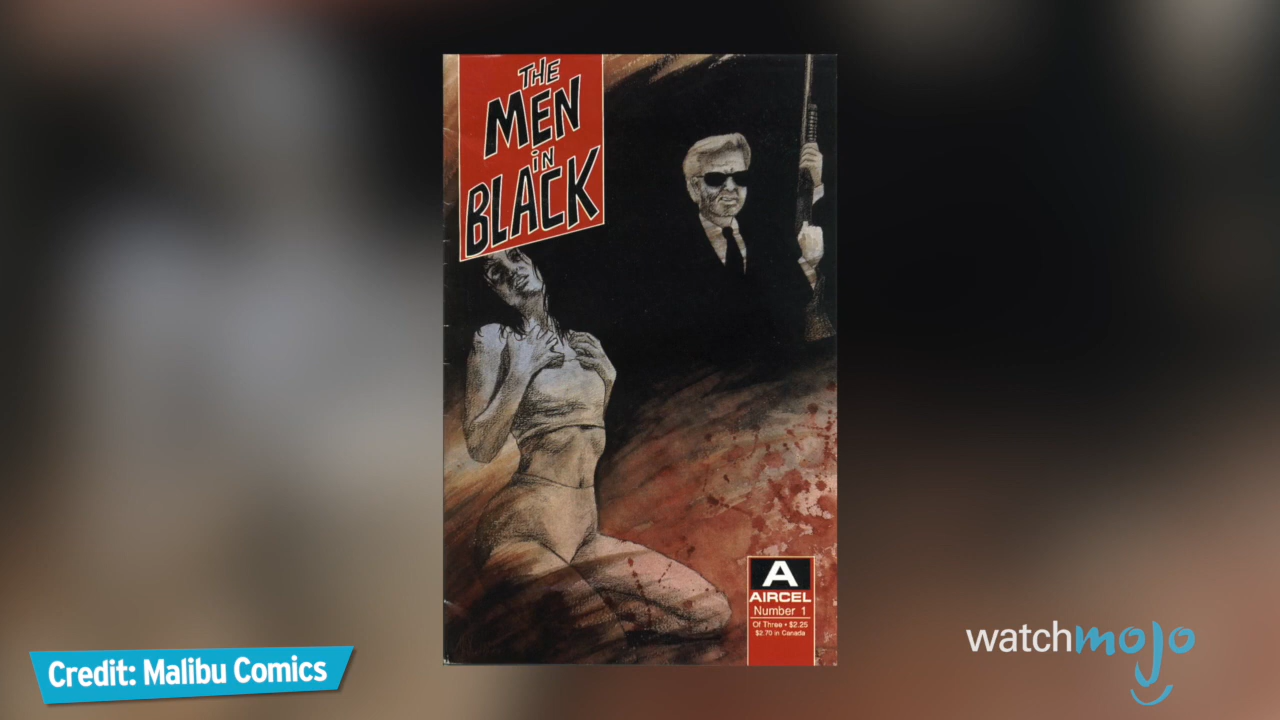 THE
MEN
IN
BLACK
A
AIRCEL
Number 1
Of Three • $2.25
$2.70 in Canada
Credit: Malibu Comics
watchmojo